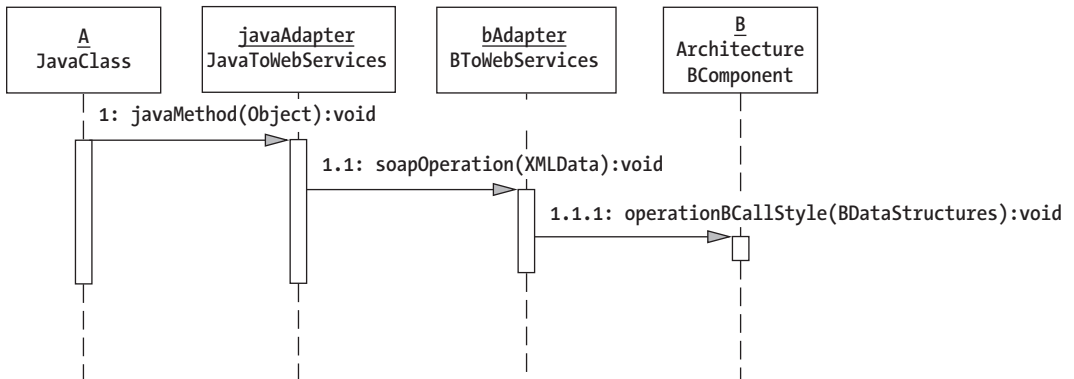 A
JavaClass
javaAdapter
JavaToWebServices
bAdapter
BToWebServices
B
Architecture
BComponent
1: javaMethod(Object):void
1.1: soapOperation(XMLData):void
1.1.1: operationBCallStyle(BDataStructures):void